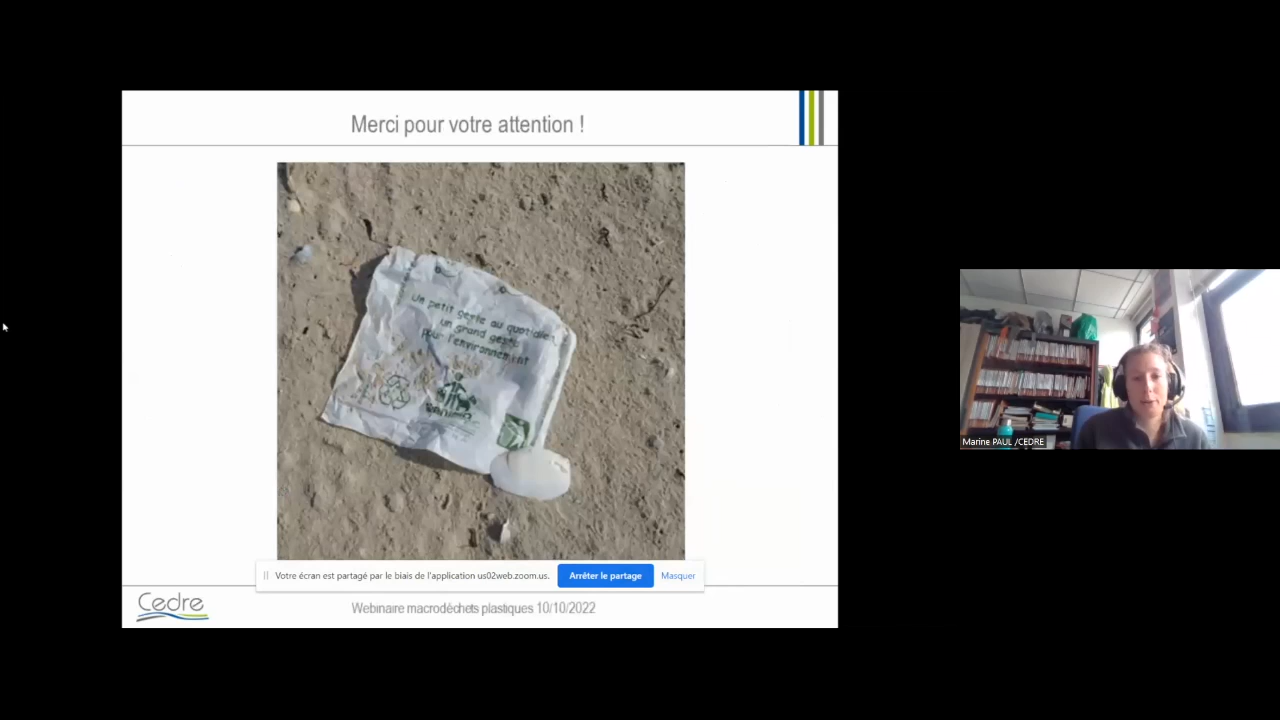 Merci pour votre attention !
un petit geste au quotidien,
un grand geste
pour l'environnement
Votre écran est partagé par le biais de l'application us02web.zoom.us.
Arrêter le partage
Masquer
Cedre
Webinaire macrodéchets plastiques 10/10/2022
Marine PAUL /CEDRE